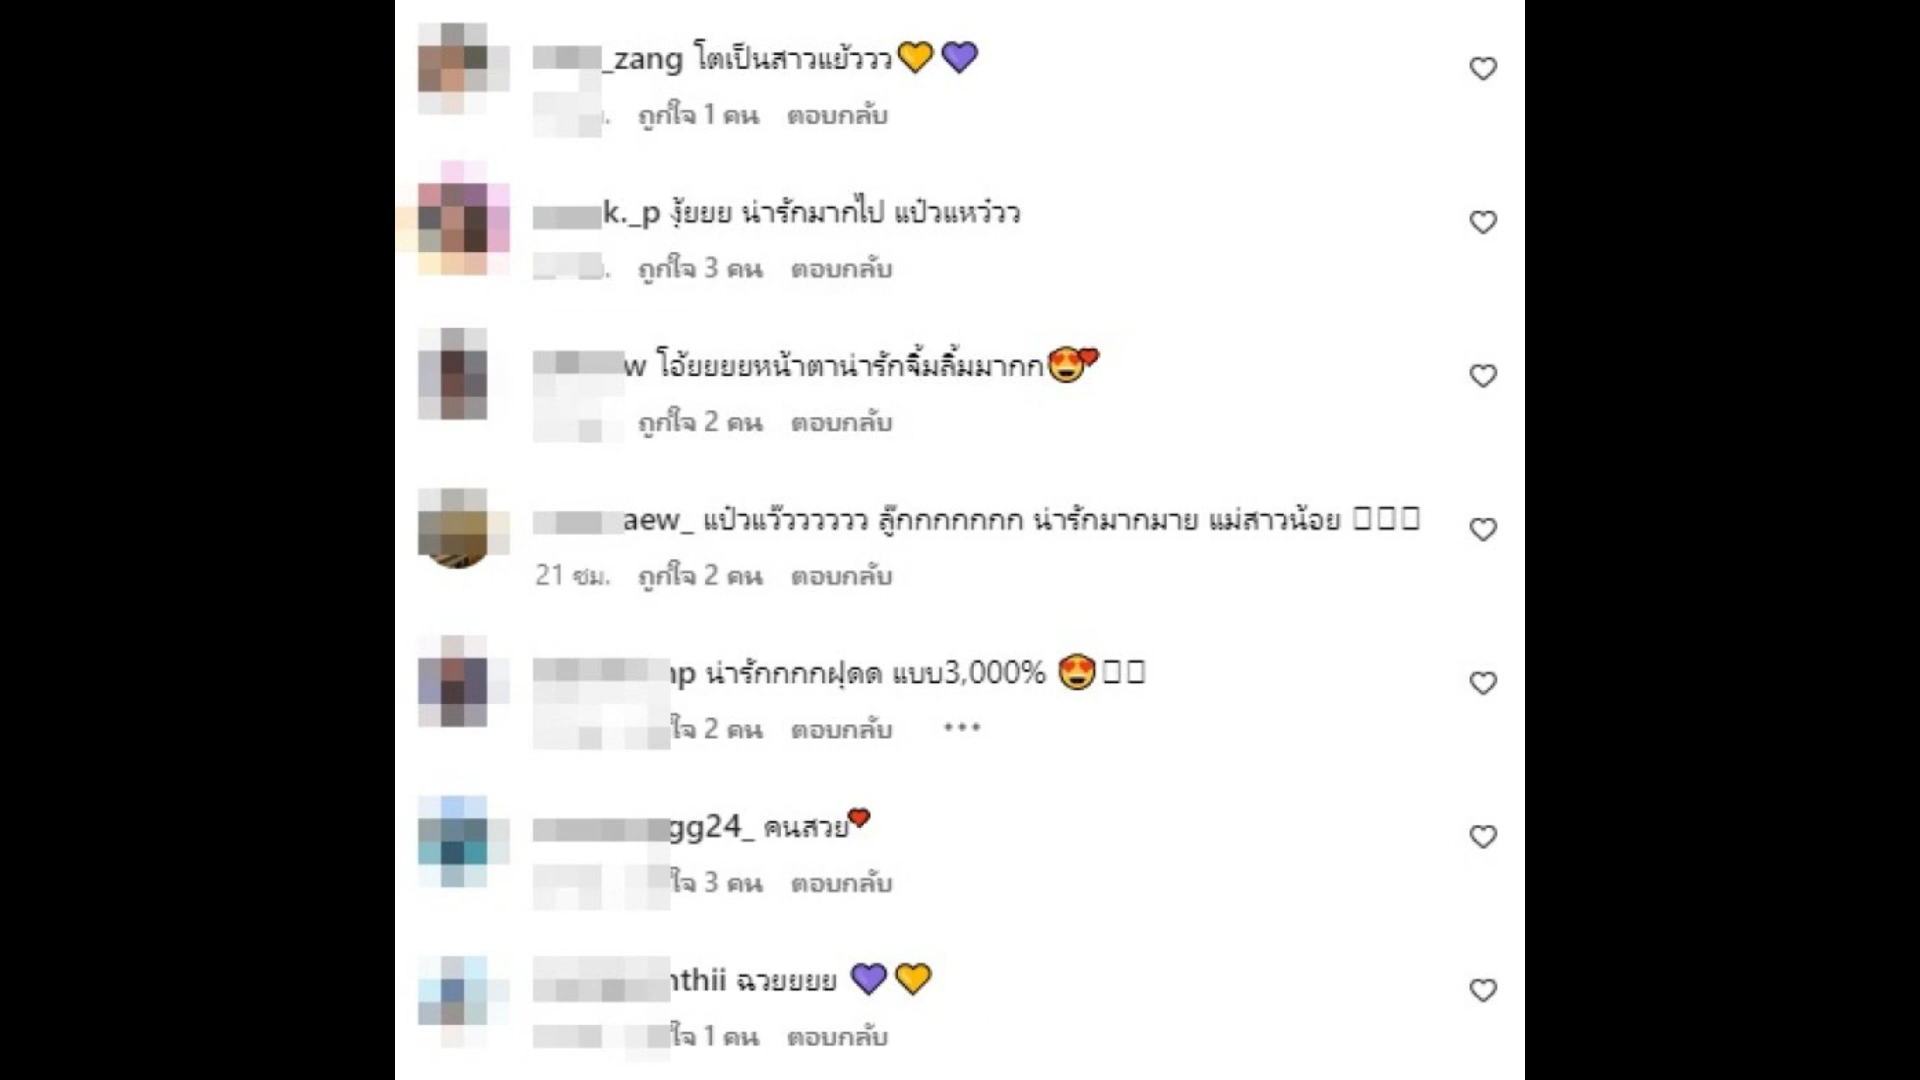 _zang โตเป็นสาวแย้ววว💛💜
ถูกใจ 1 คน ตอบกลับ
k._p งุ้ยยย น่ารักมากไป แป๋วแหว๋วว
ถูกใจ 3 คน ตอบกลับ
w โอ้ยยยยหน้าตาน่ารักจิ้มลิ้มมากก😍
ถูกใจ 2 คน ตอบกลับ
aew_ แป๋วแว๊วววววว ลู๊กกกกกกก น่ารักมากมาย แม่สาวน้อย
21 ชม. ถูกใจ 2 คน ตอบกลับ
น่ารักกกกฝุดด แบบ3,000% 😍
2 คน ตอบกลับ •••
gg24_ คนสวย❤
3 คน ตอบกลับ
nthii ฉวยยยย 💜💛
1 คน ตอบกลับ